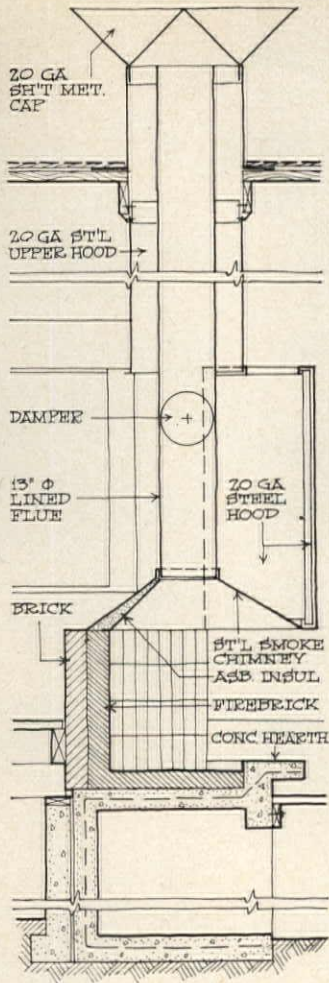 20 GA
SH'T MET.
CAP
20 GA ST'L
UPPER HOOD
DAMPER
13" Φ
LINED
FLUE
20 GA
STEEL
HOOD
BRICK
ST'L SMOKE
CHIMNEY
ASB. INSUL
FIREBRICK
CONC. HEARTH